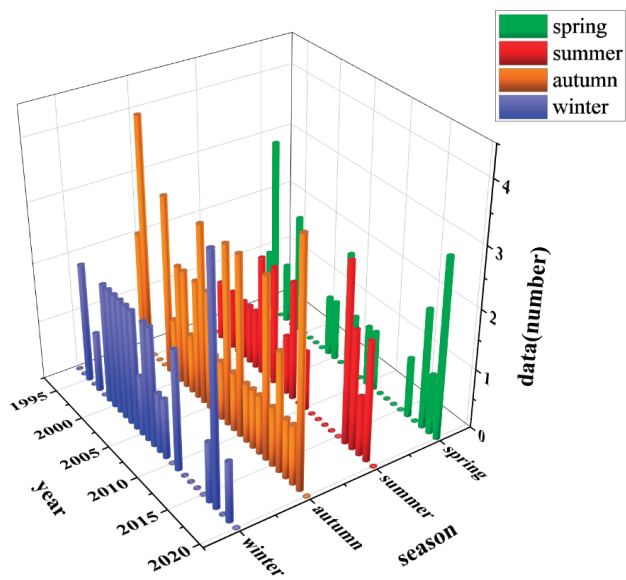 spring
summer
autumn
winter
4
3
2
1
0
data(number)
1995
2000
2005
2010
2015
2020
year
winter
autumn
summer
spring
season